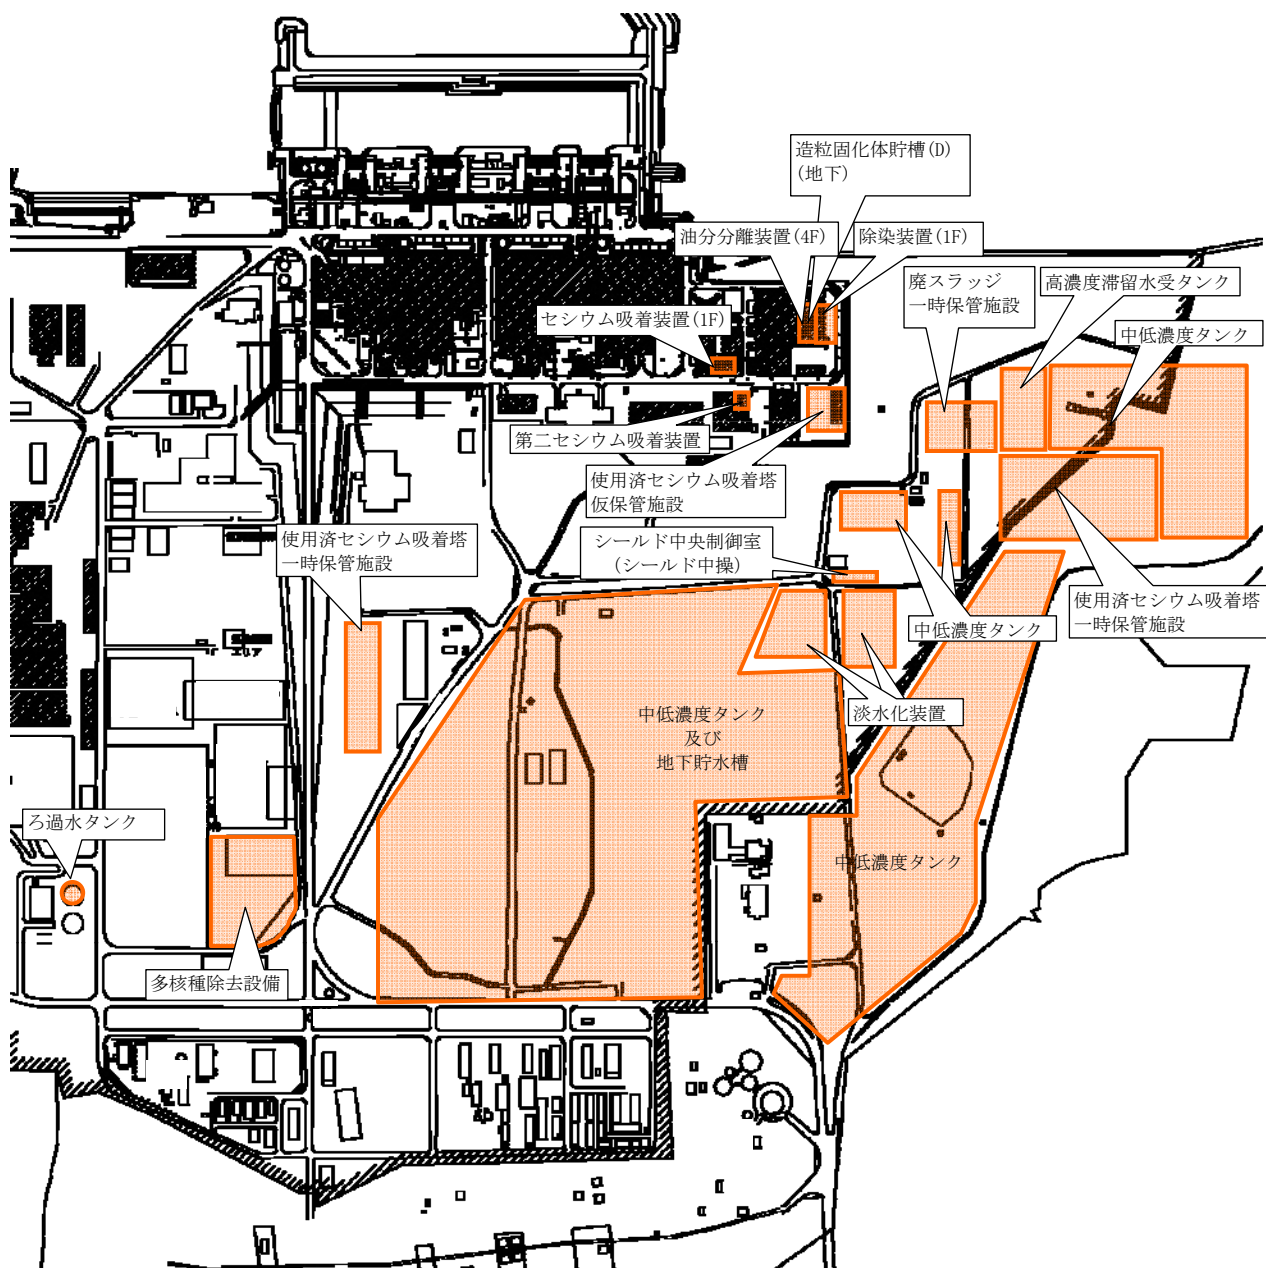 造粒固化体貯槽(D)
(地下)
油分分離装置(4F)
除染装置(1F)
廃スラッジ
一時保管施設
高濃度滞留水受タンク
セシウム吸着装置(1F)
中低濃度タンク
第二セシウム吸着装置
使用済セシウム吸着塔
仮保管施設
使用済セシウム吸着塔
一時保管施設
シールド中央制御室
(シールド中操)
使用済セシウム吸着塔
一時保管施設
中低濃度タンク
エリア
淡水化装置
中低濃度タンク
及び
地下貯水槽
ろ過水タンク
中低濃度タンク
多核種除去設備